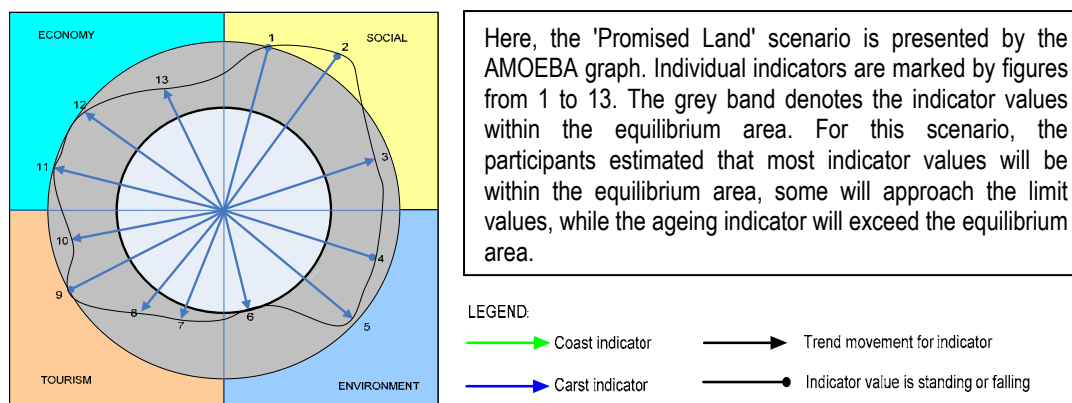 ECONOMY
SOCIAL
1
2
13
12
3
11
10
4
9
8
7
6
5
TOURISM
ENVIRONMENT
Here, the 'Promised Land' scenario is presented by the
AMOEBA graph. Individual indicators are marked by figures
from 1 to 13. The grey band denotes the indicator values
within the equilibrium area. For this scenario, the
participants estimated that most indicator values will be
within the equilibrium area, some will approach the limit
values, while the ageing indicator will exceed the equilibrium
area.
LEGEND:
Coast indicator
Trend movement for indicator
Carst indicator
Indicator value is standing or falling